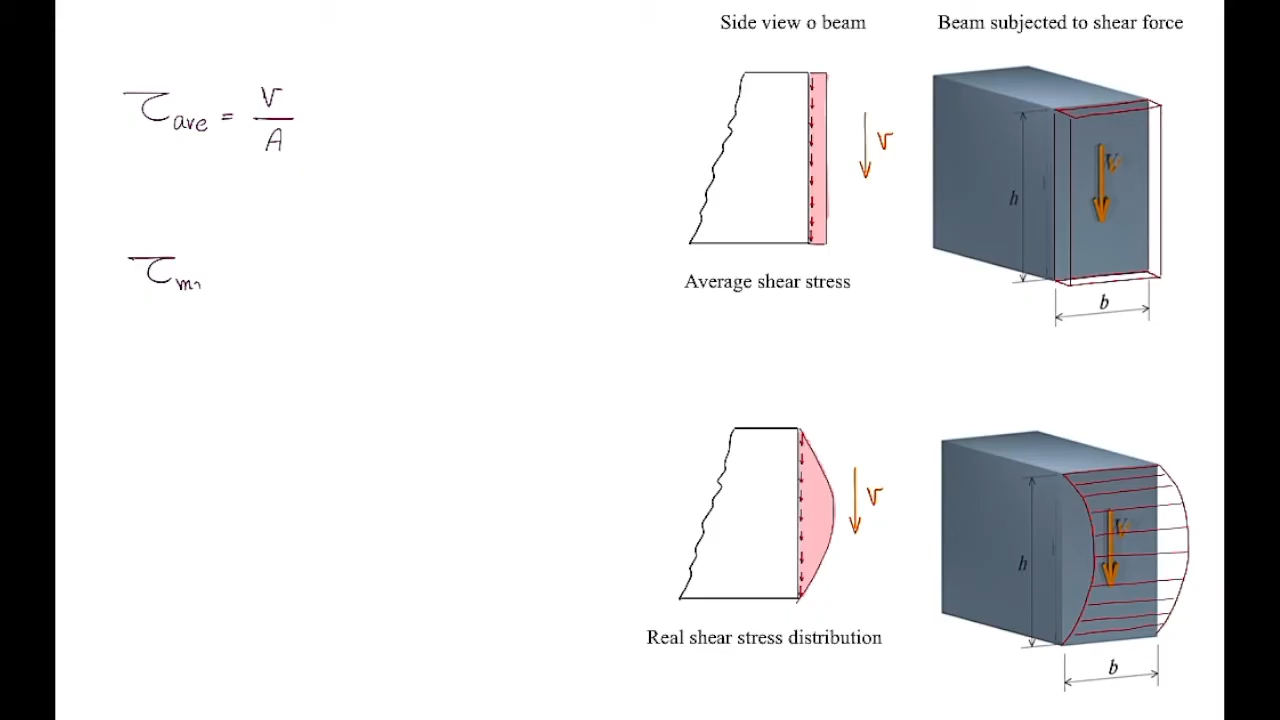 Side view o beam
Beam subjected to shear force
τave = V/A
V
V
h
Average shear stress
b
τm
V
V
h
Real shear stress distribution
b